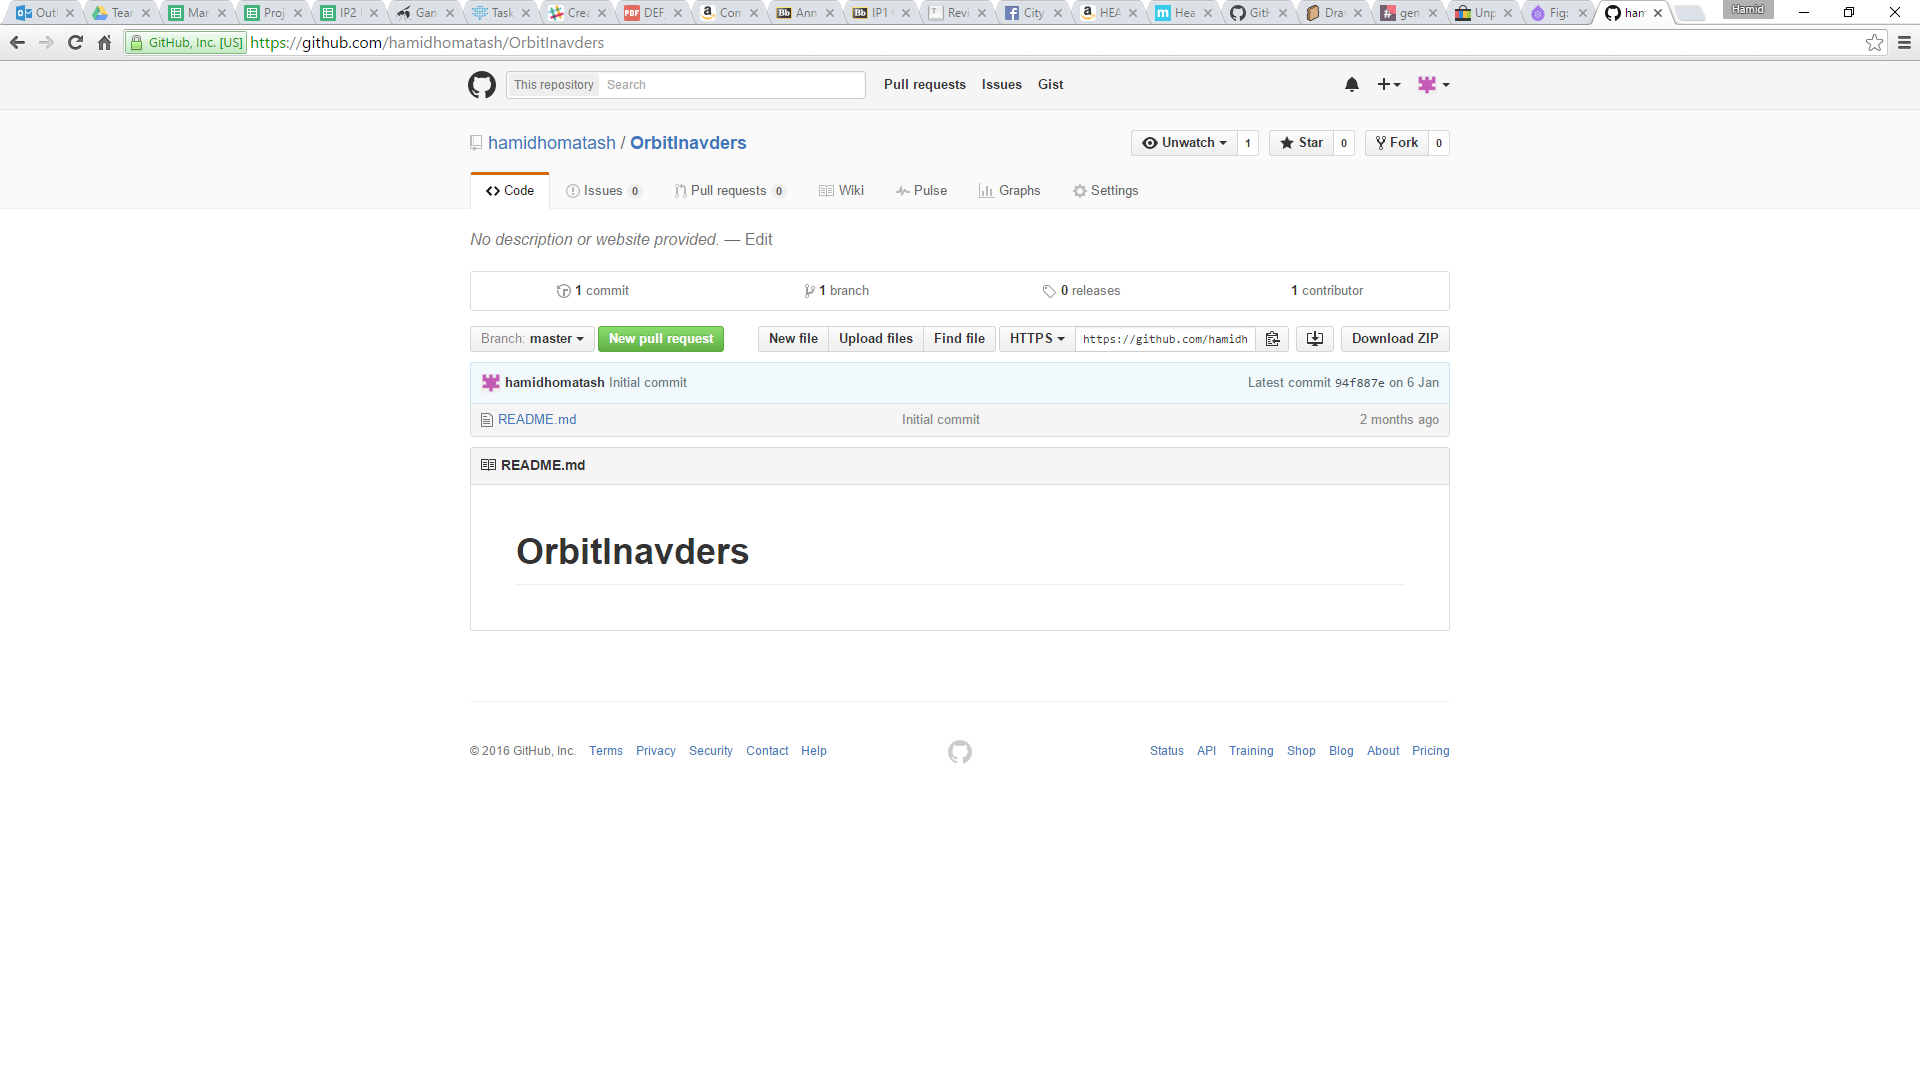 Outl Tear Mar Proj IP2 Gan Task Crea DEF Com Ann IP1 Revi City HEA Hea GitH Drav gen Unp Fig: ham Hamid
GitHub, Inc. [US] https://github.com/hamidhomatash/OrbitInavders
This repository Search Pull requests Issues Gist
hamidhomatash / OrbitInavders Unwatch 1 Star 0 Fork 0
Code Issues 0 Pull requests 0 Wiki Pulse Graphs Settings
No description or website provided. — Edit
1 commit 1 branch 0 releases 1 contributor
Branch: master New pull request New file Upload files Find file HTTPS https://github.com/hamidh Download ZIP
hamidhomatash Initial commit Latest commit 94f887e on 6 Jan
README.md Initial commit 2 months ago
README.md
OrbitInavders
© 2016 GitHub, Inc. Terms Privacy Security Contact Help Status API Training Shop Blog About Pricing